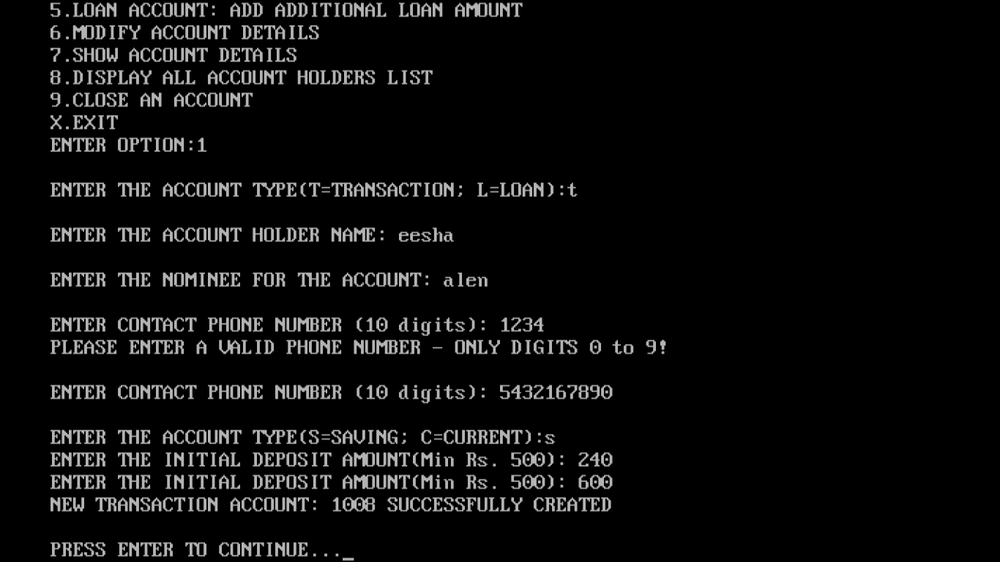 5.LOAN ACCOUNT: ADD ADDITIONAL LOAN AMOUNT
6.MODIFY ACCOUNT DETAILS
7.SHOW ACCOUNT DETAILS
8.DISPLAY ALL ACCOUNT HOLDERS LIST
9.CLOSE AN ACCOUNT
X.EXIT
ENTER OPTION:1
ENTER THE ACCOUNT TYPE(T=TRANSACTION; L=LOAN):t
ENTER THE ACCOUNT HOLDER NAME: eesha
ENTER THE NOMINEE FOR THE ACCOUNT: alen
ENTER CONTACT PHONE NUMBER (10 digits): 1234
PLEASE ENTER A VALID PHONE NUMBER - ONLY DIGITS 0 to 9!
ENTER CONTACT PHONE NUMBER (10 digits): 5432167890
ENTER THE ACCOUNT TYPE(S=SAVING; C=CURRENT):s
ENTER THE INITIAL DEPOSIT AMOUNT(Min Rs. 500): 240
ENTER THE INITIAL DEPOSIT AMOUNT(Min Rs. 500): 600
NEW TRANSACTION ACCOUNT: 1008 SUCCESSFULLY CREATED
PRESS ENTER TO CONTINUE..._